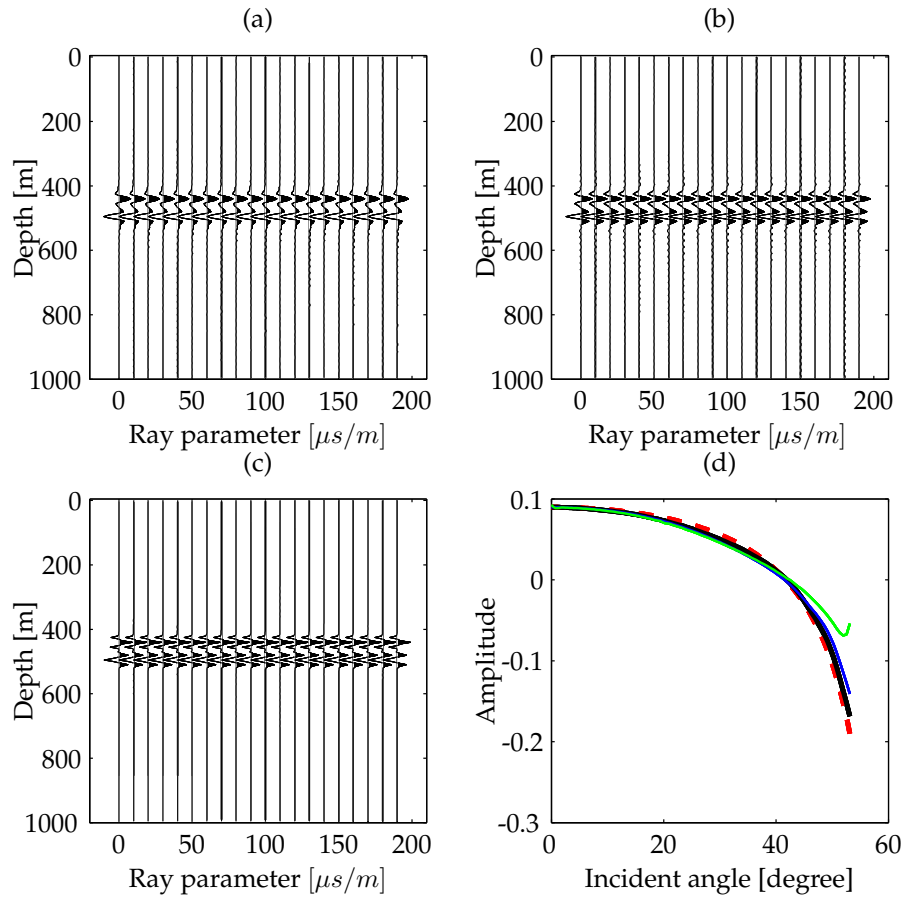 (a)
0
200
400
600
800
1000
Depth [m]
0 50 100 150 200
Ray parameter [μs/m]
(b)
0
200
400
600
800
1000
Depth [m]
0 50 100 150 200
Ray parameter [μs/m]
(c)
0
200
400
600
800
1000
Depth [m]
0 50 100 150 200
Ray parameter [μs/m]
(d)
0.1
0
-0.1
-0.2
-0.3
Amplitude
0 20 40 60
Incident angle [degree]